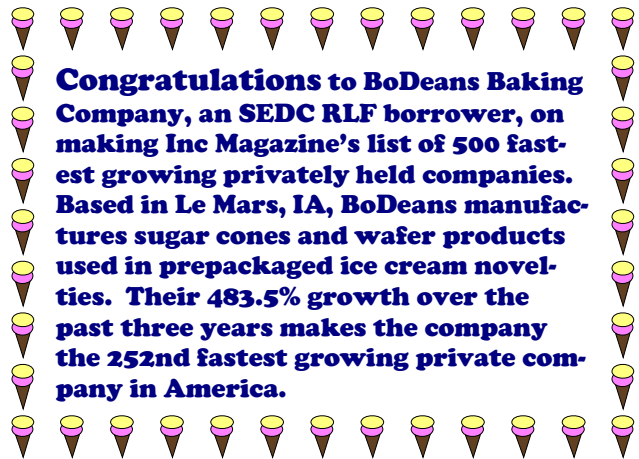 Congratulations to BoDeans Baking
Company, an SEDC RLF borrower, on
making Inc Magazine’s list of 500 fast-
est growing privately held companies.
Based in Le Mars, IA, BoDeans manufac-
tures sugar cones and wafer products
used in prepackaged ice cream novel-
ties.  Their 483.5% growth over the
past three years makes the company
the 252nd fastest growing private com-
pany in America.